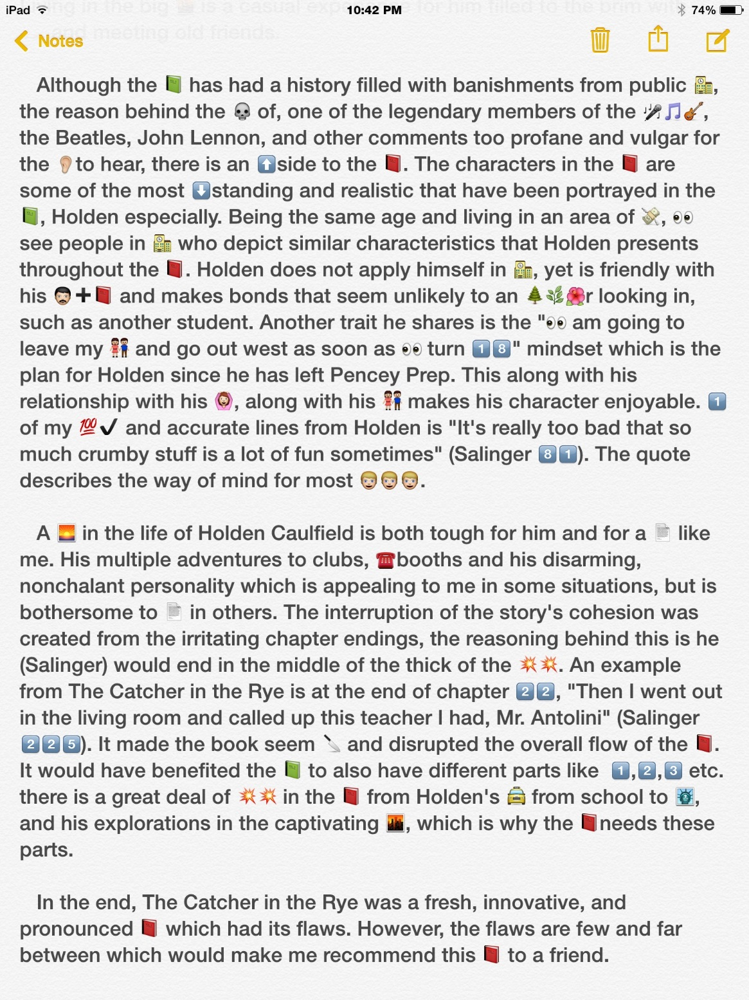 iPad 10:42 PM 74%
Notes
and meeting old friends
Although the 📗 has had a history filled with banishments from public 🏫,
the reason behind the 💀 of, one of the legendary members of the 🎤🎵🎸,
the Beatles, John Lennon, and other comments too profane and vulgar for
the 👂to hear, there is an ⬆️side to the 📕. The characters in the 📕 are
some of the most ⬇️standing and realistic that have been portrayed in the
📗, Holden especially. Being the same age and living in an area of 💸, 👀
see people in 🏫 who depict similar characteristics that Holden presents
throughout the 📕. Holden does not apply himself in 🏫, yet is friendly with
his 👨➕📕 and makes bonds that seem unlikely to an 🌲🌿🌺r looking in,
such as another student. Another trait he shares is the "👀 am going to
leave my 👫 and go out west as soon as 👀 turn 1️⃣8️⃣" mindset which is the
plan for Holden since he has left Pencey Prep. This along with his
relationship with his 🙆, along with his 👫makes his character enjoyable. 1️⃣
of my 💯✔️ and accurate lines from Holden is "It's really too bad that so
much crumby stuff is a lot of fun sometimes" (Salinger 8️⃣1️⃣). The quote
describes the way of mind for most 👱👱👱.
A 🌅 in the life of Holden Caulfield is both tough for him and for a 📄 like
me. His multiple adventures to clubs, ☎️booths and his disarming,
nonchalant personality which is appealing to me in some situations, but is
bothersome to 📄 in others. The interruption of the story's cohesion was
created from the irritating chapter endings, the reasoning behind this is he
(Salinger) would end in the middle of the thick of the 💥💥. An example
from The Catcher in the Rye is at the end of chapter 2️⃣2️⃣, "Then I went out
in the living room and called up this teacher I had, Mr. Antolini" (Salinger
2️⃣2️⃣5️⃣). It made the book seem 🔪 and disrupted the overall flow of the 📕.
It would have benefited the 📗 to also have different parts like 1️⃣,2️⃣,3️⃣ etc.
there is a great deal of 💥💥 in the 📕 from Holden's 🚖 from school to 🗽,
and his explorations in the captivating 🌇, which is why the 📕needs these
parts.
In the end, The Catcher in the Rye was a fresh, innovative, and
pronounced 📕 which had its flaws. However, the flaws are few and far
between which would make me recommend this 📕 to a friend.